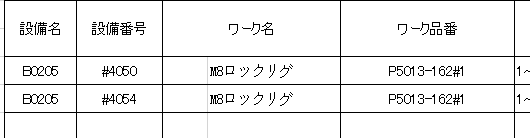 設備名 設備番号 ワーク名 ワーク品番
B0205 #4050 M8ロックリグ P5013-162#1 1~
B0205 #4054 M8ロックリグ P5013-162#1 1~